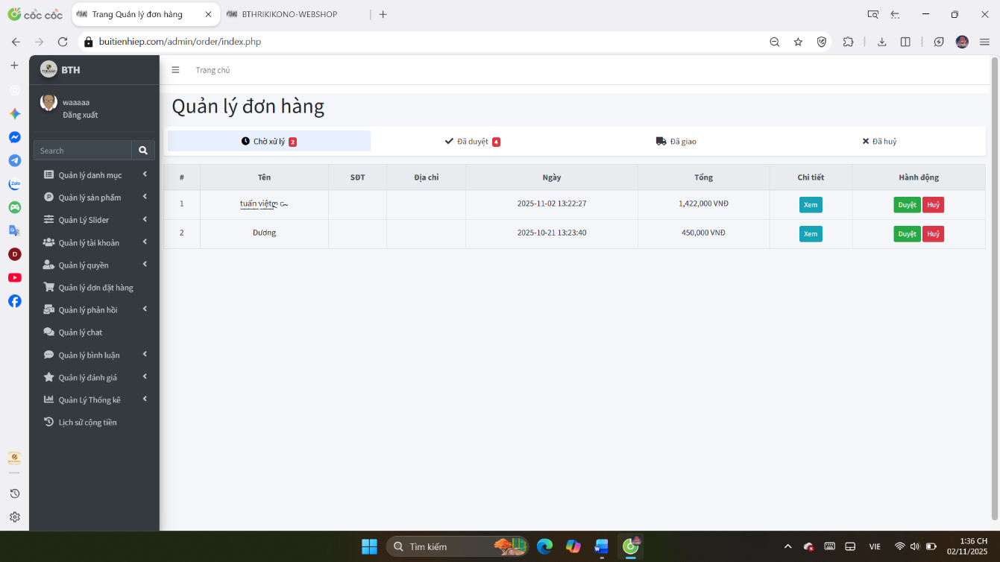 cốc cốc
Trang Quản lý đơn hàng
BTHRIKIKONO-WEBSHOP
buitienhiep.com/admin/order/index.php
BTH
waaaaa
Đăng xuất
Search
Quản lý danh mục
Quản lý sản phẩm
Quản Lý Slider
Quản lý tài khoản
Quản lý quyền
Quản lý đơn đặt hàng
Quản lý phản hồi
Quản lý chat
Quản lý bình luận
Quản lý đánh giá
Quản Lý Thống kê
Lịch sử cộng tiền
Trang chủ
Quản lý đơn hàng
Chờ xử lý 2 Đã duyệt 4 Đã giao Đã huỷ
# Tên SĐT Địa chỉ Ngày Tổng Chi tiết Hành động
1 tuấn việt 2025-11-02 13:22:27 1,422,000 VNĐ Xem Duyệt Huỷ
2 Dương 2025-10-21 13:23:40 450,000 VNĐ Xem Duyệt Huỷ
Zalo
D
Tìm kiếm
VIE
1:36 CH
02/11/2025